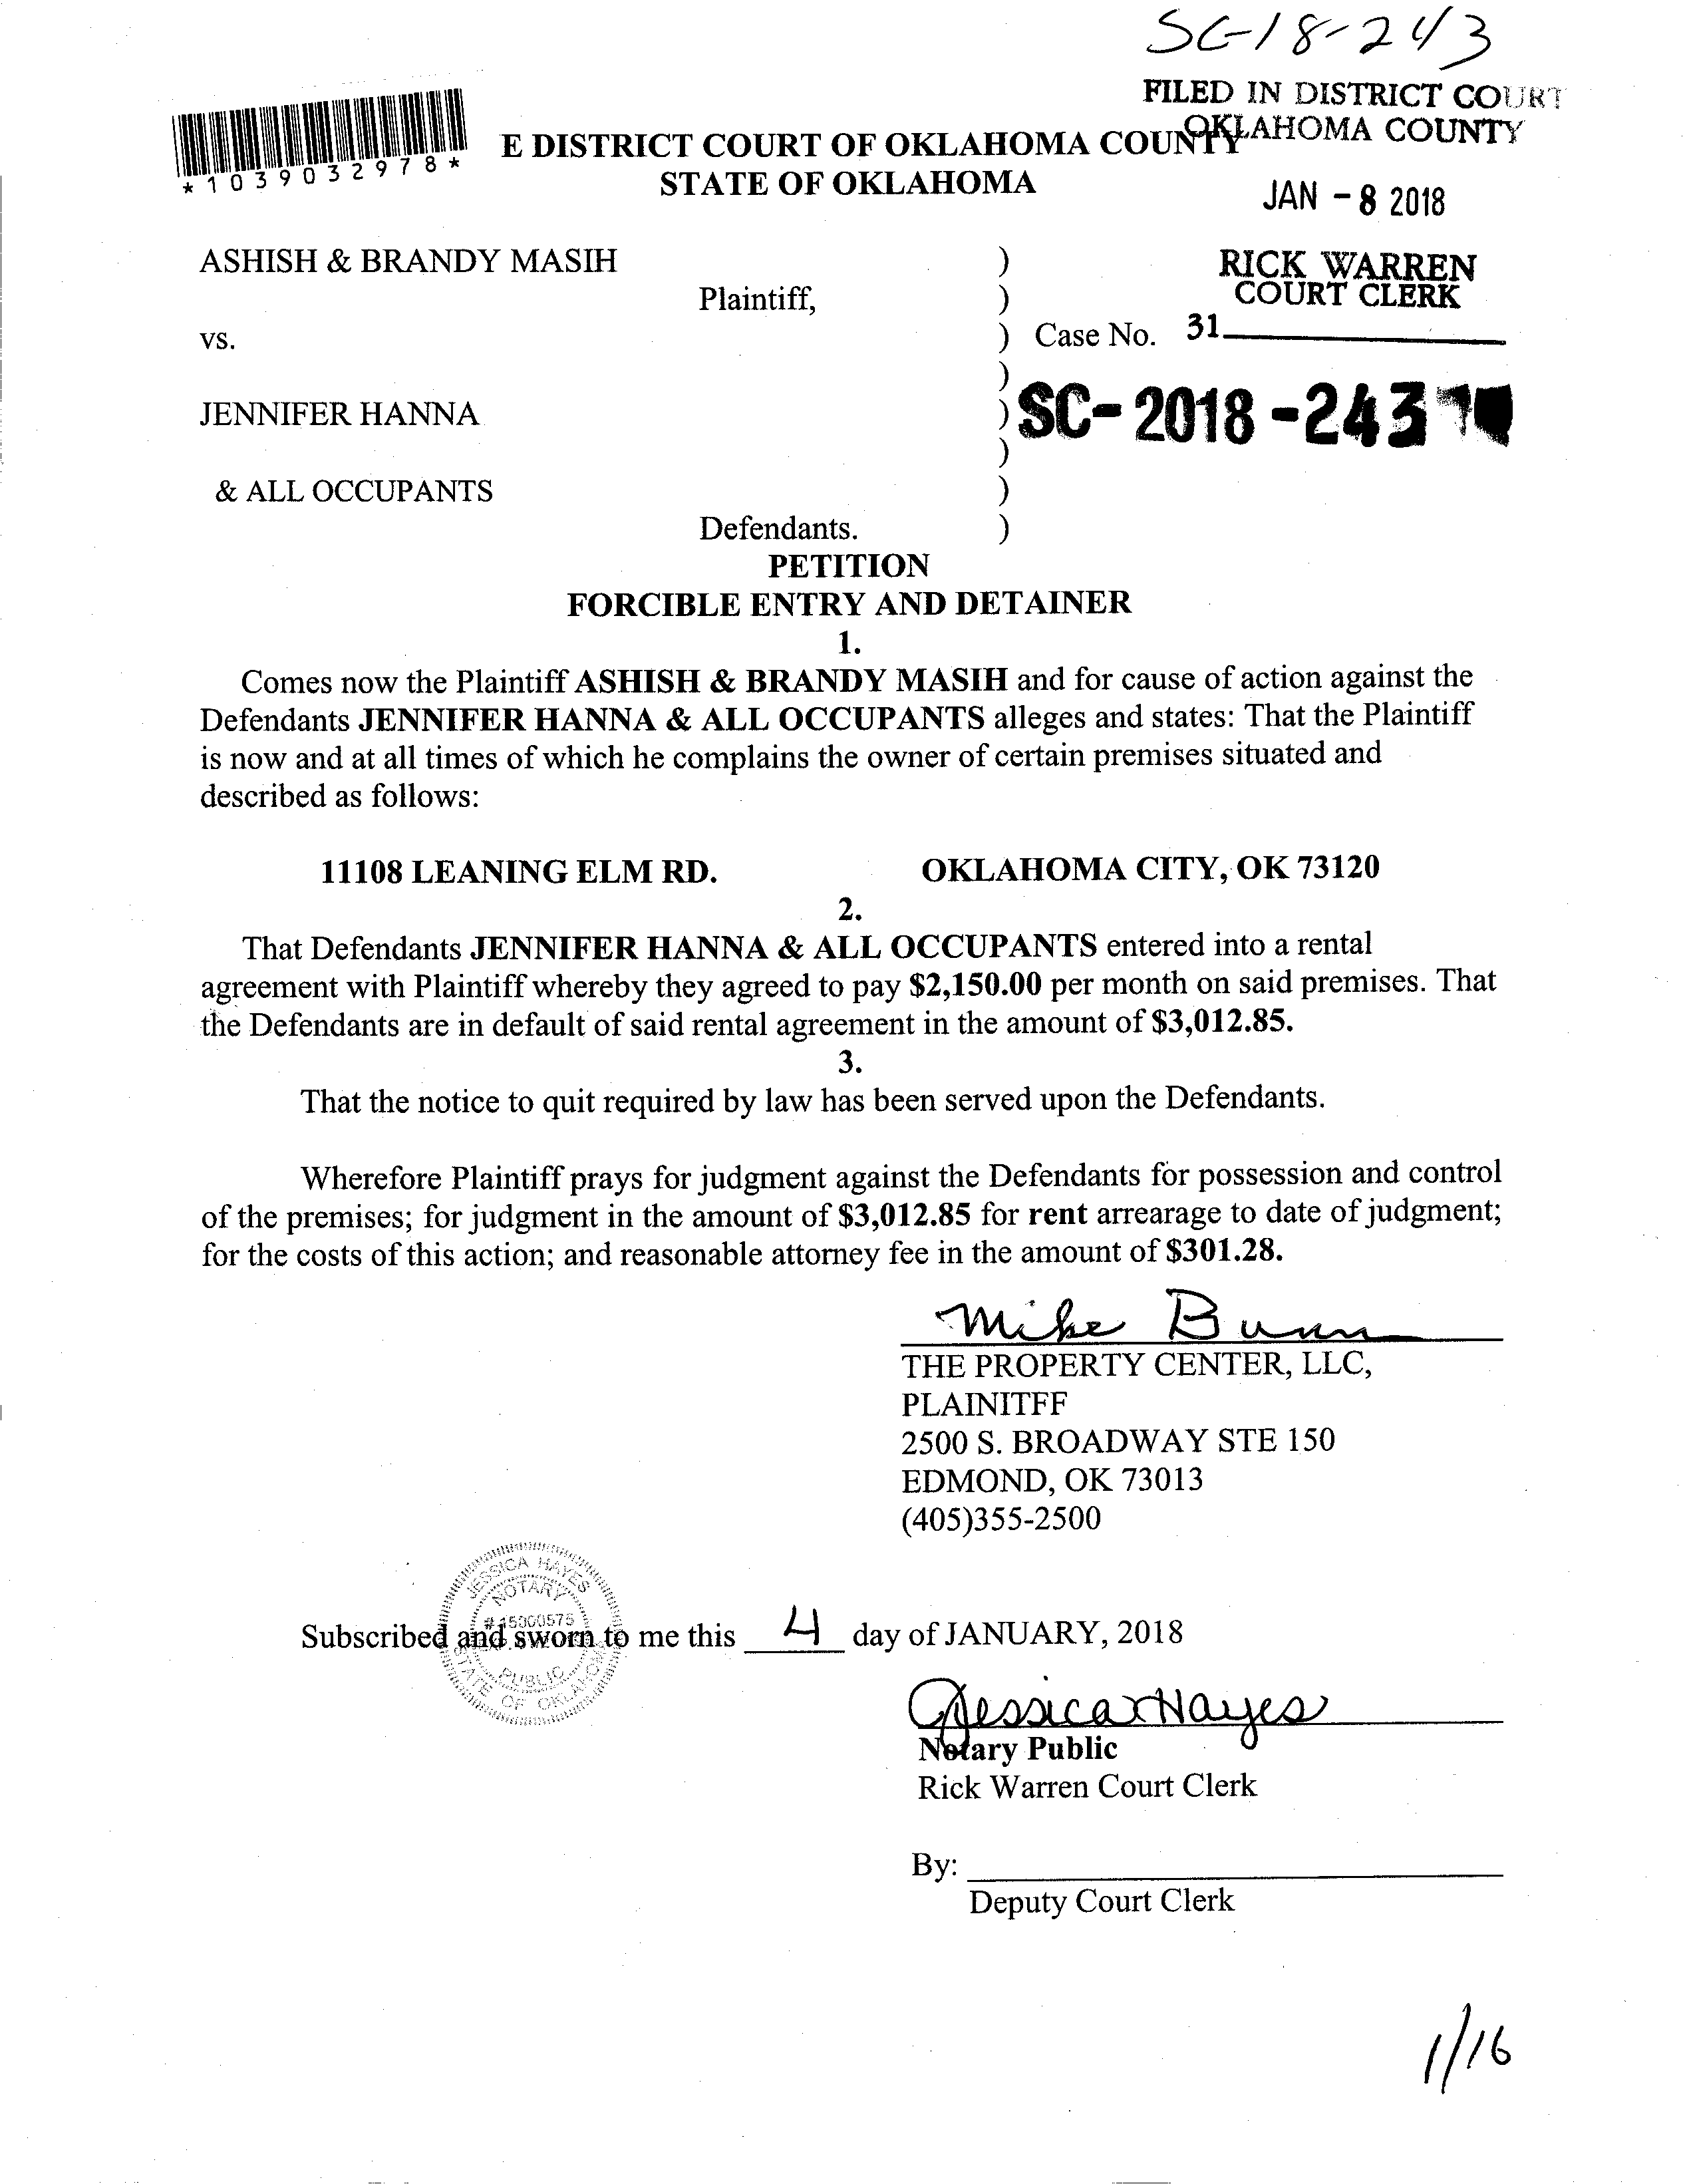 SC-18-243
FILED IN DISTRICT COURT
OKLAHOMA COUNTY
*1039032978*
E DISTRICT COURT OF OKLAHOMA COUNTY
STATE OF OKLAHOMA
JAN - 8 2018
ASHISH & BRANDY MASIH )
Plaintiff, )
RICK WARREN
COURT CLERK
vs. ) Case No. 31
)
JENNIFER HANNA ) SC- 2018 -243
)
& ALL OCCUPANTS )
Defendants. )
PETITION
FORCIBLE ENTRY AND DETAINER
1.
Comes now the Plaintiff ASHISH & BRANDY MASIH and for cause of action against the
Defendants JENNIFER HANNA & ALL OCCUPANTS alleges and states: That the Plaintiff
is now and at all times of which he complains the owner of certain premises situated and
described as follows:
11108 LEANING ELM RD. OKLAHOMA CITY, OK 73120
2.
That Defendants JENNIFER HANNA & ALL OCCUPANTS entered into a rental
agreement with Plaintiff whereby they agreed to pay $2,150.00 per month on said premises. That
the Defendants are in default of said rental agreement in the amount of $3,012.85.
3.
That the notice to quit required by law has been served upon the Defendants.
Wherefore Plaintiff prays for judgment against the Defendants for possession and control
of the premises; for judgment in the amount of $3,012.85 for rent arrearage to date of judgment;
for the costs of this action; and reasonable attorney fee in the amount of $301.28.
Mike Bunn
THE PROPERTY CENTER, LLC,
PLAINITFF
2500 S. BROADWAY STE 150
EDMOND, OK 73013
(405)355-2500
JESSICA HAYES
NOTARY
#15000575
PUBLIC
STATE OF OKLAHOMA
Subscribed and sworn to me this 4 day of JANUARY, 2018
Jessica Hayes
Notary Public
Rick Warren Court Clerk
By:
Deputy Court Clerk
1/16